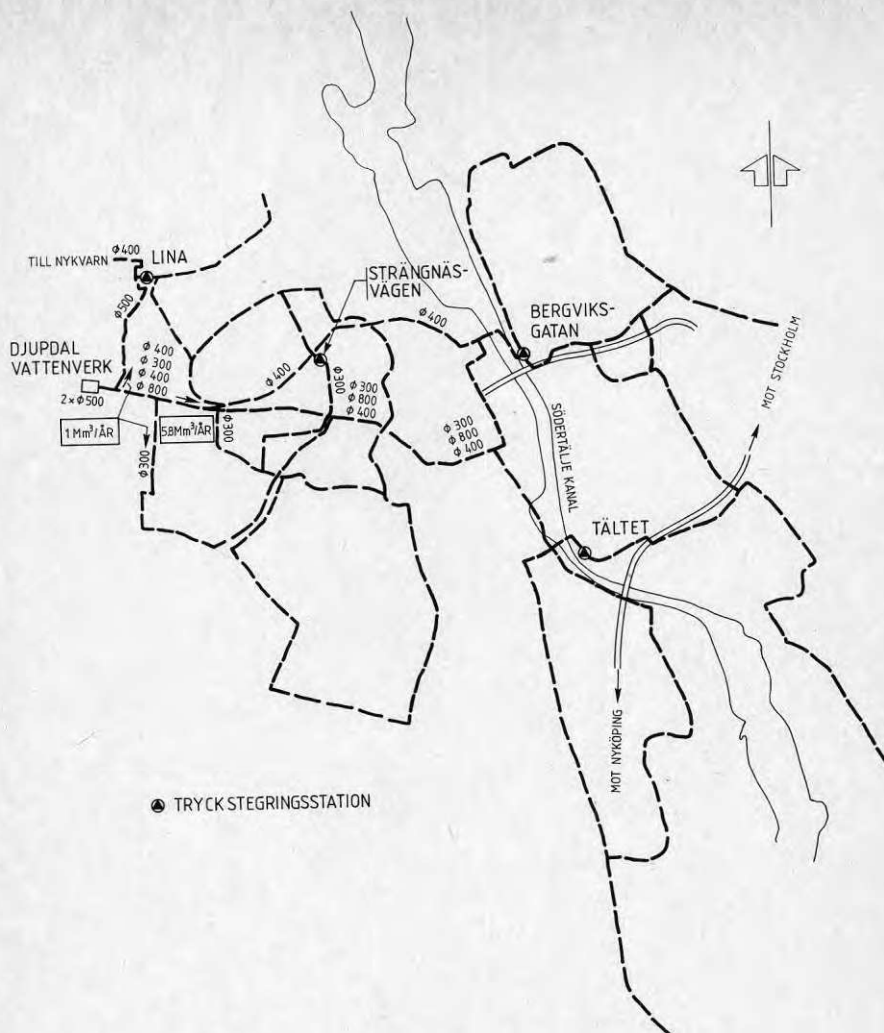 TILL NYKVARN
φ400
LINA
φ500
STRÄNGNÄS-
VÄGEN
φ400
BERGVIKS-
GATAN
DJUPDAL
VATTENVERK
φ 400
φ 300
φ 400
φ 800
φ400
φ300
φ 300
φ 800
φ 400
2x φ500
1 Mm³/ÅR
5.8Mm³/ÅR
φ300
φ300
φ 300
φ 800
φ 400
SÖDERTÄLJE KANAL
MOT STOCKHOLM
TÄLTET
MOT NYKÖPING
TRYCKSTEGRINGSSTATION